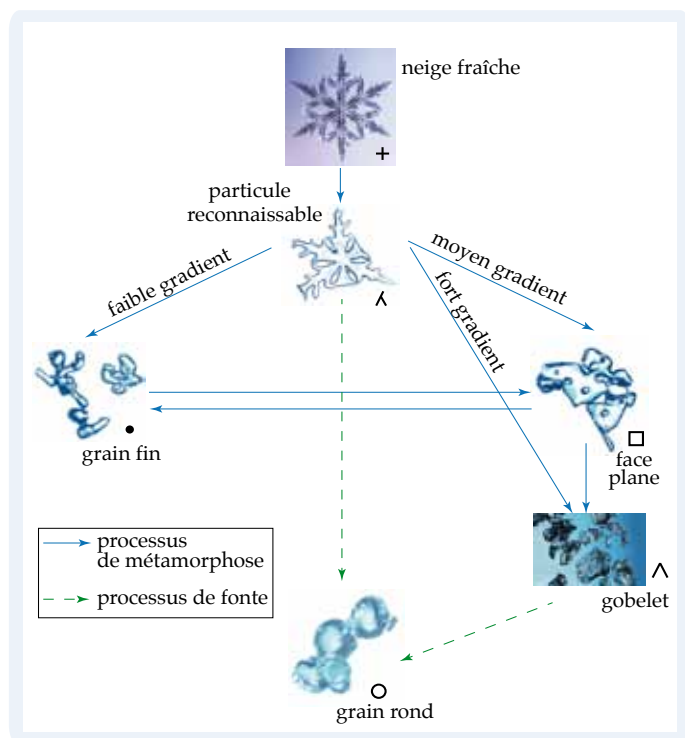 neige fraîche
+
particule
reconnaissable
faible gradient
moyen gradient
fort gradient
grain fin
face
plane
processus
de métamorphose
processus de fonte
gobelet
grain rond